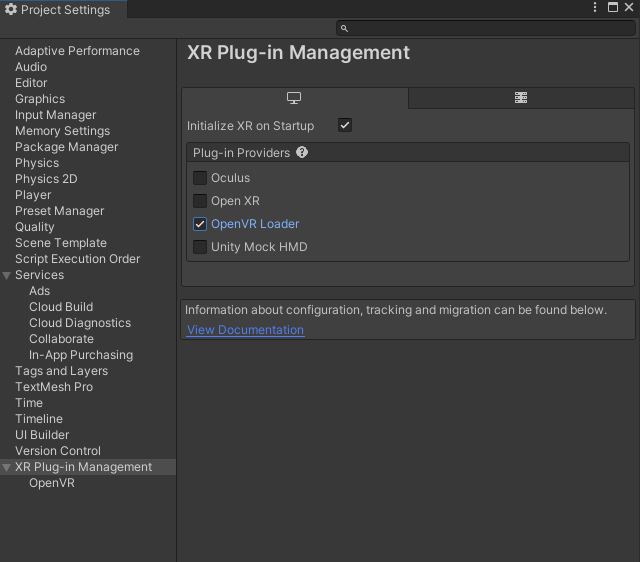 Project Settings
Adaptive Performance
Audio
Editor
Graphics
Input Manager
Memory Settings
Package Manager
Physics
Physics 2D
Player
Preset Manager
Quality
Scene Template
Script Execution Order
Services
Ads
Cloud Build
Cloud Diagnostics
Collaborate
In-App Purchasing
Tags and Layers
TextMesh Pro
Time
Timeline
UI Builder
Version Control
XR Plug-in Management
OpenVR
XR Plug-in Management
Initialize XR on Startup
Plug-in Providers
Oculus
Open XR
OpenVR Loader
Unity Mock HMD
Information about configuration, tracking and migration can be found below.
View Documentation